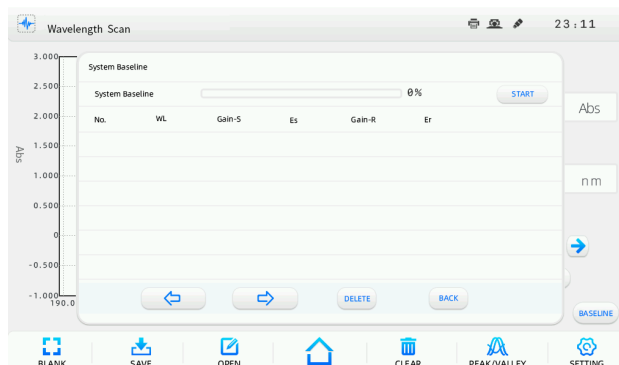 Wavelength Scan
23:11
System Baseline
System Baseline
0%
START
No. WL Gain-S Es Gain-R Er
3.000
2.500
2.000
1.500
1.000
0.500
0
-0.500
-1.000
190.0
Abs
Abs
nm
DELETE
BACK
BASELINE
BLANK
SAVE
OPEN
CLEAR
PEAK/VALLEY
SETTING